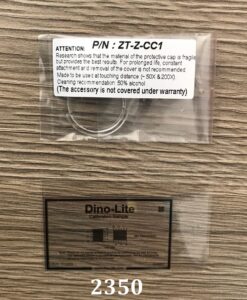 ATTENTION: P/N : ZT-Z-CC1
Research shows that the material of the protective cap is fragile
but provides the best results. For prolonged life, constant
attachment and removal of the cover is not recommended.
Made to be used at touching distance (~ 50X & 200X)
Cleaning recommendation: 50% alcohol
(The accessory is not covered under warranty)
Dino-Lite
Calibration Sample
2350